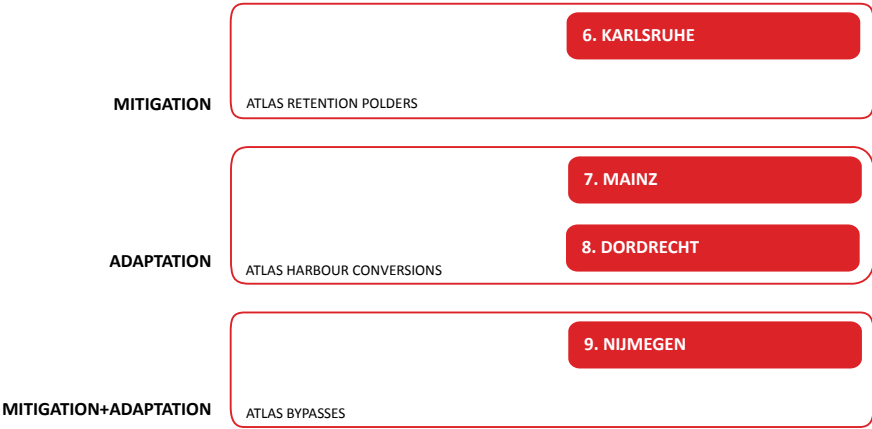 6. KARLSRUHE
MITIGATION
ATLAS RETENTION POLDERS
7. MAINZ
8. DORDRECHT
ADAPTATION
ATLAS HARBOUR CONVERSIONS
9. NIJMEGEN
MITIGATION+ADAPTATION
ATLAS BYPASSES